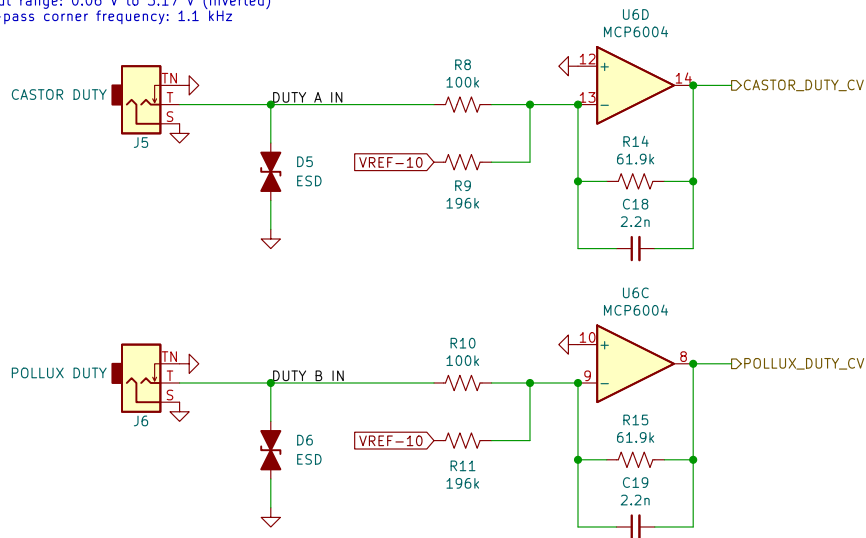 ut range: 0.06 V to 3.17 V (inverted)
-pass corner frequency: 1.1 kHz
U6D
MCP6004
CASTOR DUTY
TN
T
S
J5
DUTY A IN
R8
100k
12
+
13
-
14
CASTOR_DUTY_CV
D5
ESD
VREF-10
R9
196k
R14
61.9k
C18
2.2n
U6C
MCP6004
POLLUX DUTY
TN
T
S
J6
DUTY B IN
R10
100k
10
+
9
-
8
POLLUX_DUTY_CV
D6
ESD
VREF-10
R11
196k
R15
61.9k
C19
2.2n